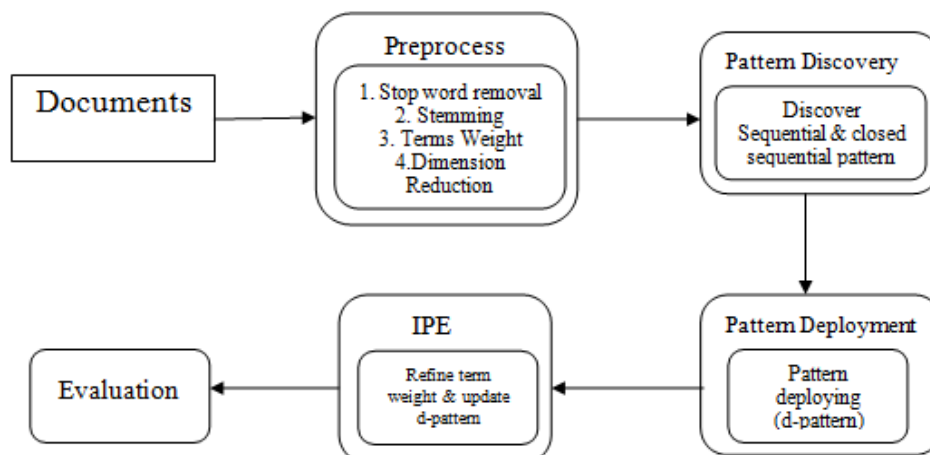 Documents
Preprocess
1. Stop word removal
2. Stemming
3. Terms Weight
4.Dimension
Reduction
Pattern Discovery
Discover
Sequential & closed
sequential pattern
Pattern Deployment
Pattern
deploying
(d-pattern)
IPE
Refine term
weight & update
d-pattern
Evaluation